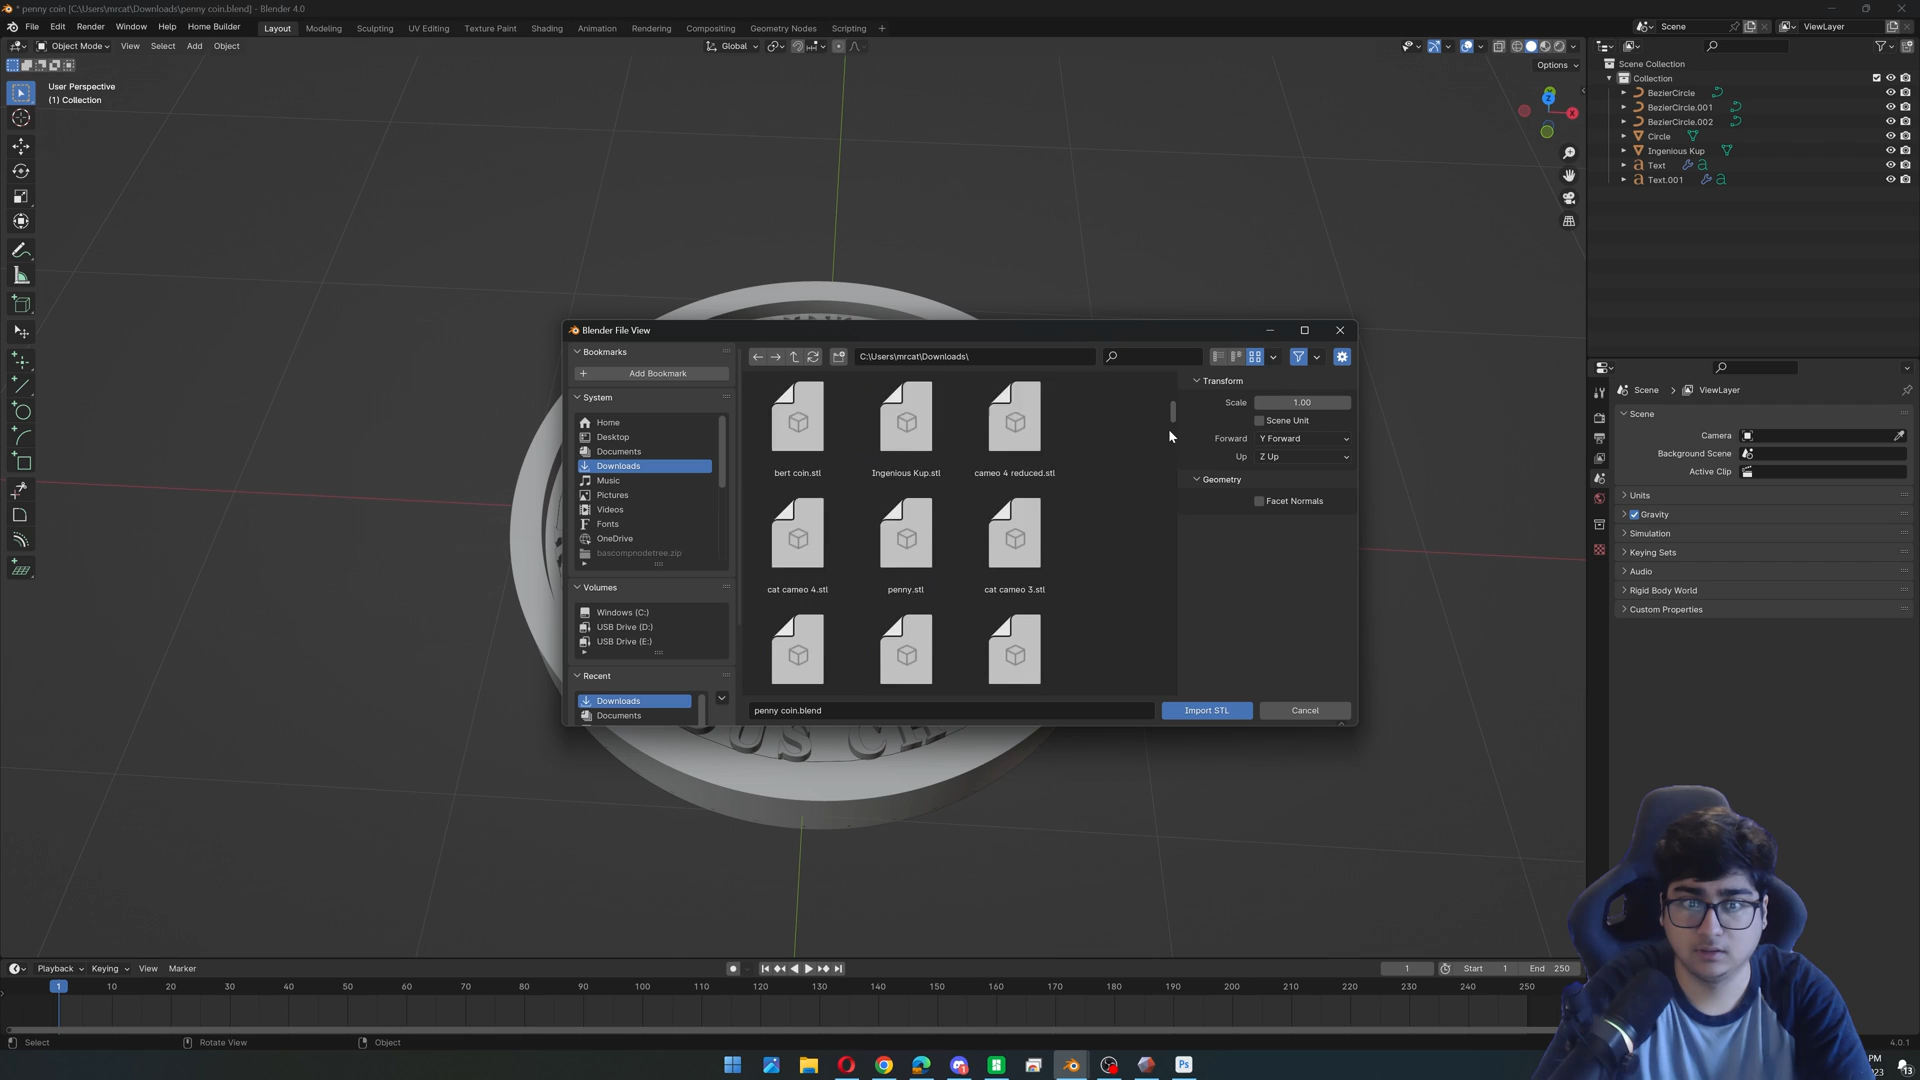 * penny coin [C:\Users\mrcat\Downloads\penny coin.blend] - Blender 4.0
File Edit Render Window Help Home Builder
Layout Modeling Sculpting UV Editing Texture Paint Shading Animation Rendering Compositing Geometry Nodes Scripting +
Scene
ViewLayer
Object Mode View Select Add Object
Global
Options
User Perspective
(1) Collection
Scene Collection
Collection
BezierCircle
BezierCircle.001
BezierCircle.002
Circle
Ingenious Kup
Text
Text.001
Blender File View
Bookmarks
Add Bookmark
System
Home
Desktop
Documents
Downloads
Music
Pictures
Videos
Fonts
OneDrive
bascompnodetree.zip
Volumes
Windows (C:)
USB Drive (D:)
USB Drive (E:)
Recent
Downloads
Documents
C:\Users\mrcat\Downloads\
bert coin.stl
Ingenious Kup.stl
cameo 4 reduced.stl
cat cameo 4.stl
penny.stl
cat cameo 3.stl
Transform
Scale 1.00
Scene Unit
Forward Y Forward
Up Z Up
Geometry
Facet Normals
penny coin.blend
Import STL
Cancel
OUS CH
Scene ViewLayer
Scene
Camera
Background Scene
Active Clip
Units
Gravity
Simulation
Keying Sets
Audio
Rigid Body World
Custom Properties
Playback Keying View Marker
1
Start 1
End 250
1 10 20 30 40 50 60 70 80 90 100 110 120 130 140 150 160 170 180 190 200 210 220 230 240 250
Select
Rotate View
Object
4.0.1
Ps
PM
023
13